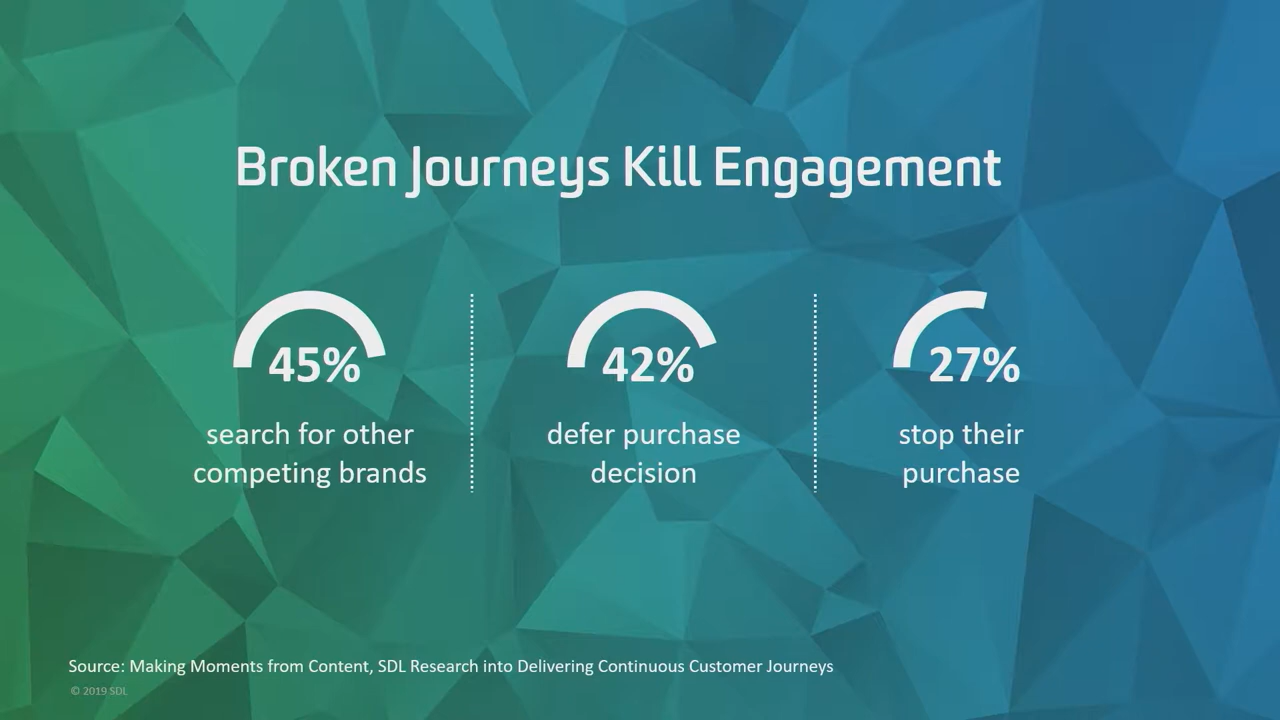 Broken Journeys Kill Engagement
45%
search for other
competing brands
42%
defer purchase
decision
27%
stop their
purchase
Source: Making Moments from Content, SDL Research into Delivering Continuous Customer Journeys
© 2019 SDL